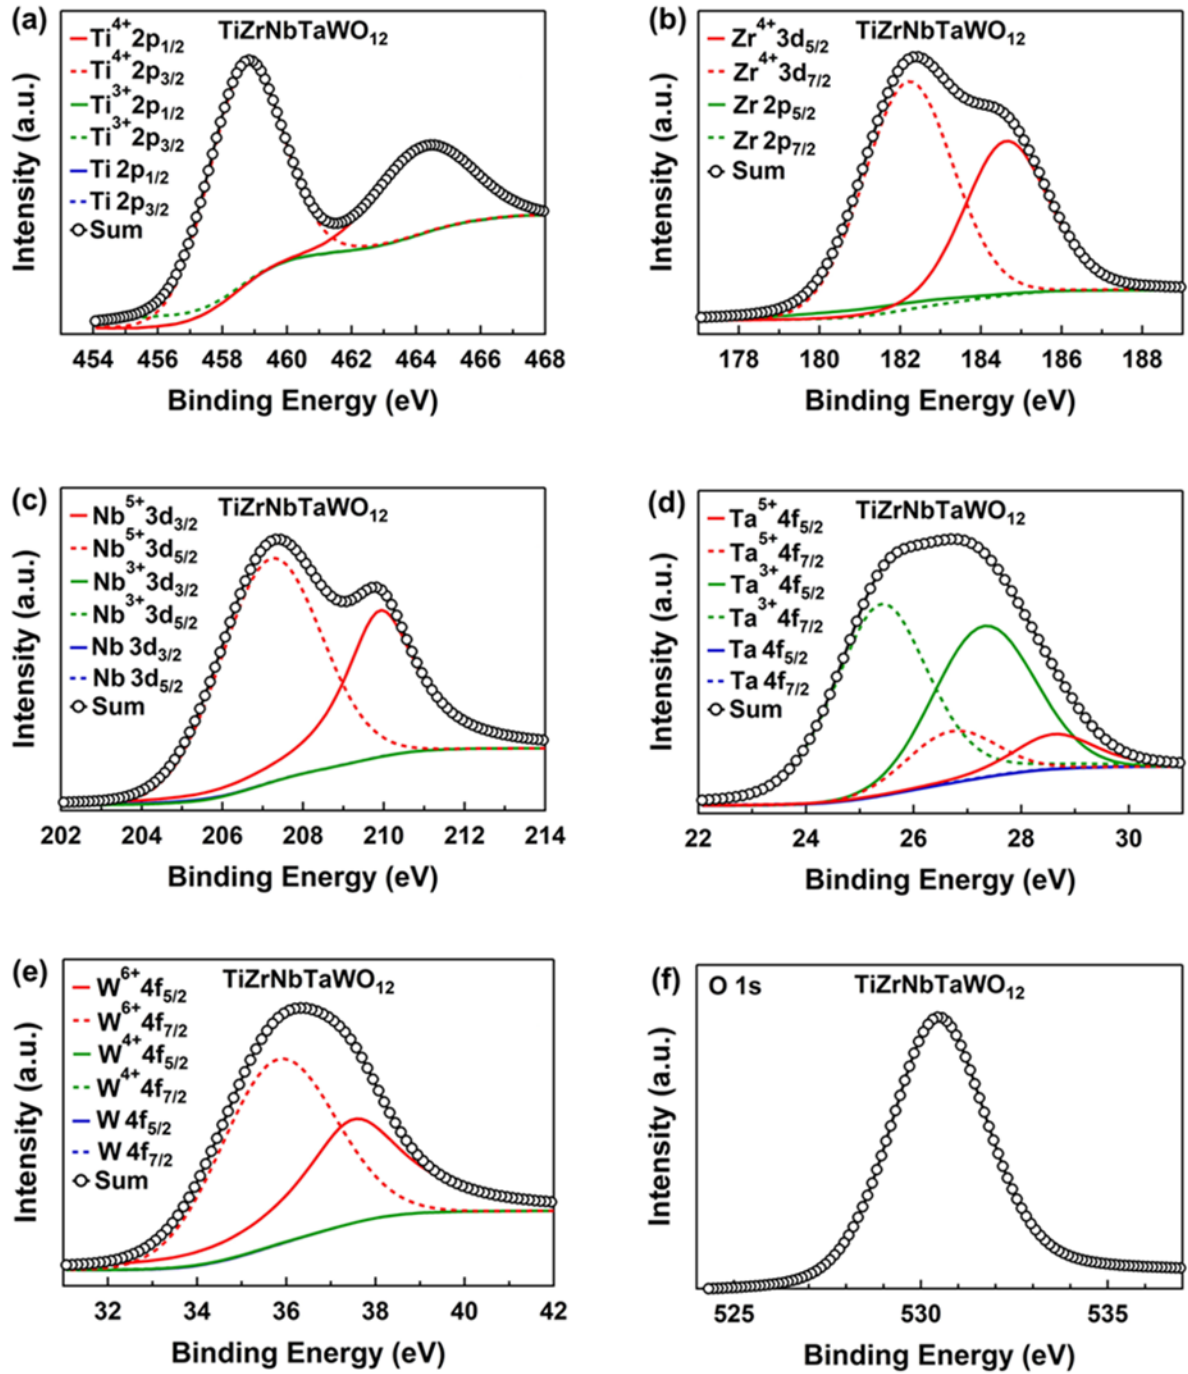 (a)
TiZrNbTaWO₁₂
Ti⁴⁺ 2p₁/₂
Ti⁴⁺ 2p₃/₂
Ti³⁺ 2p₁/₂
Ti³⁺ 2p₃/₂
Ti 2p₁/₂
Ti 2p₃/₂
Sum
Intensity (a.u.)
454 456 458 460 462 464 466 468
Binding Energy (eV)
(b)
TiZrNbTaWO₁₂
Zr⁴⁺ 3d₅/₂
Zr⁴⁺ 3d₇/₂
Zr 2p₅/₂
Zr 2p₇/₂
Sum
Intensity (a.u.)
178 180 182 184 186 188
Binding Energy (eV)
(c)
TiZrNbTaWO₁₂
Nb⁵⁺ 3d₃/₂
Nb⁵⁺ 3d₅/₂
Nb³⁺ 3d₃/₂
Nb³⁺ 3d₅/₂
Nb 3d₃/₂
Nb 3d₅/₂
Sum
Intensity (a.u.)
202 204 206 208 210 212 214
Binding Energy (eV)
(d)
TiZrNbTaWO₁₂
Ta⁵⁺ 4f₅/₂
Ta⁵⁺ 4f₇/₂
Ta³⁺ 4f₅/₂
Ta³⁺ 4f₇/₂
Ta 4f₅/₂
Ta 4f₇/₂
Sum
Intensity (a.u.)
22 24 26 28 30
Binding Energy (eV)
(e)
TiZrNbTaWO₁₂
W⁶⁺ 4f₅/₂
W⁶⁺ 4f₇/₂
W⁴⁺ 4f₅/₂
W⁴⁺ 4f₇/₂
W 4f₅/₂
W 4f₇/₂
Sum
Intensity (a.u.)
32 34 36 38 40 42
Binding Energy (eV)
(f)
O 1s TiZrNbTaWO₁₂
Intensity (a.u.)
525 530 535
Binding Energy (eV)